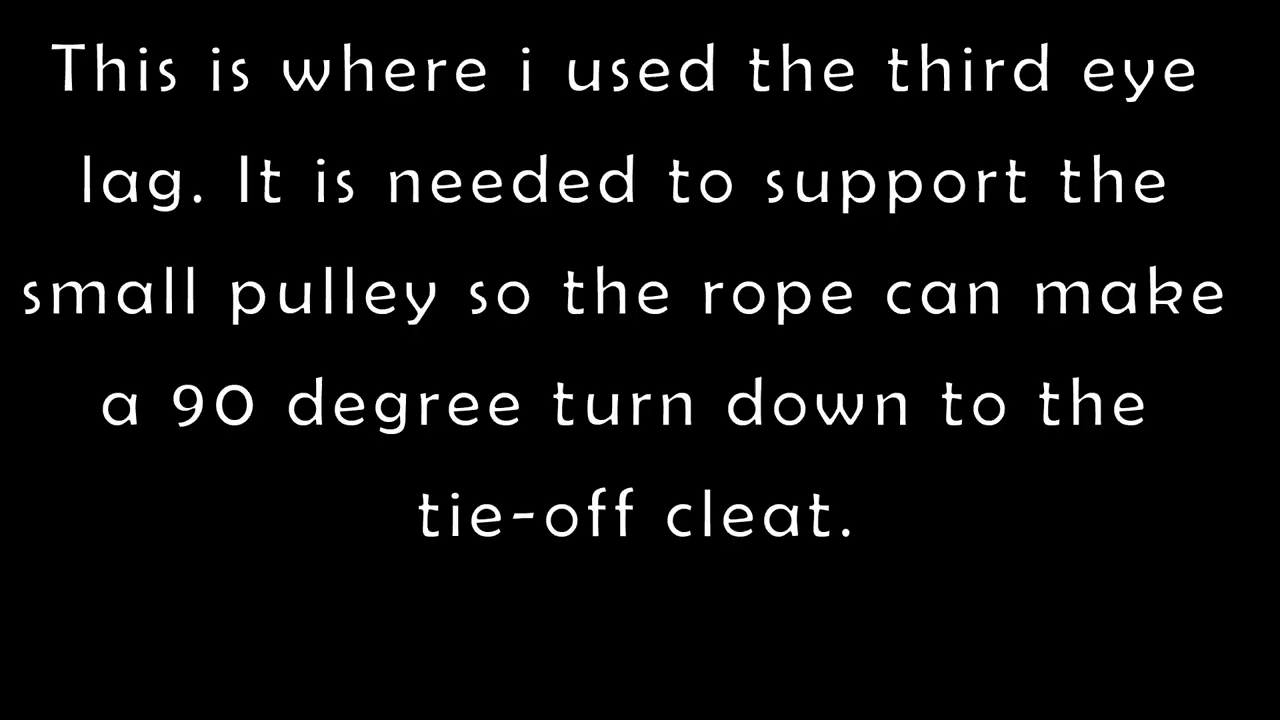 This is where i used the third eye
lag. It is needed to support the
small pulley so the rope can make
a 90 degree turn down to the
tie-off cleat.